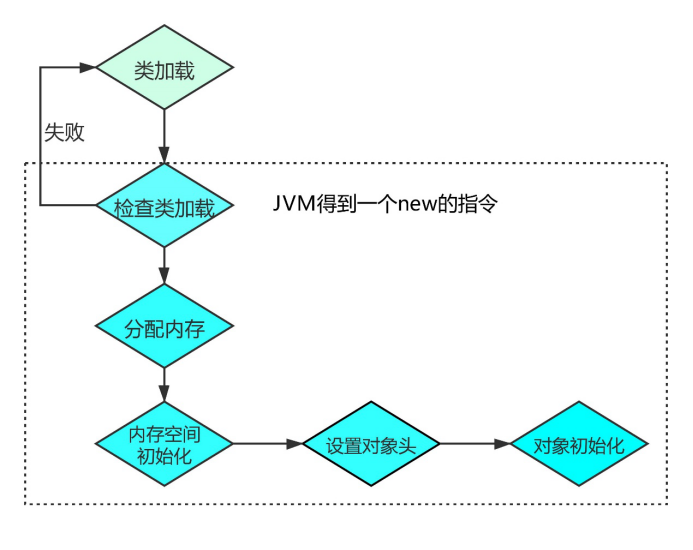 类加载
失败
检查类加载
JVM得到一个new的指令
分配内存
内存空间
初始化
设置对象头
对象初始化